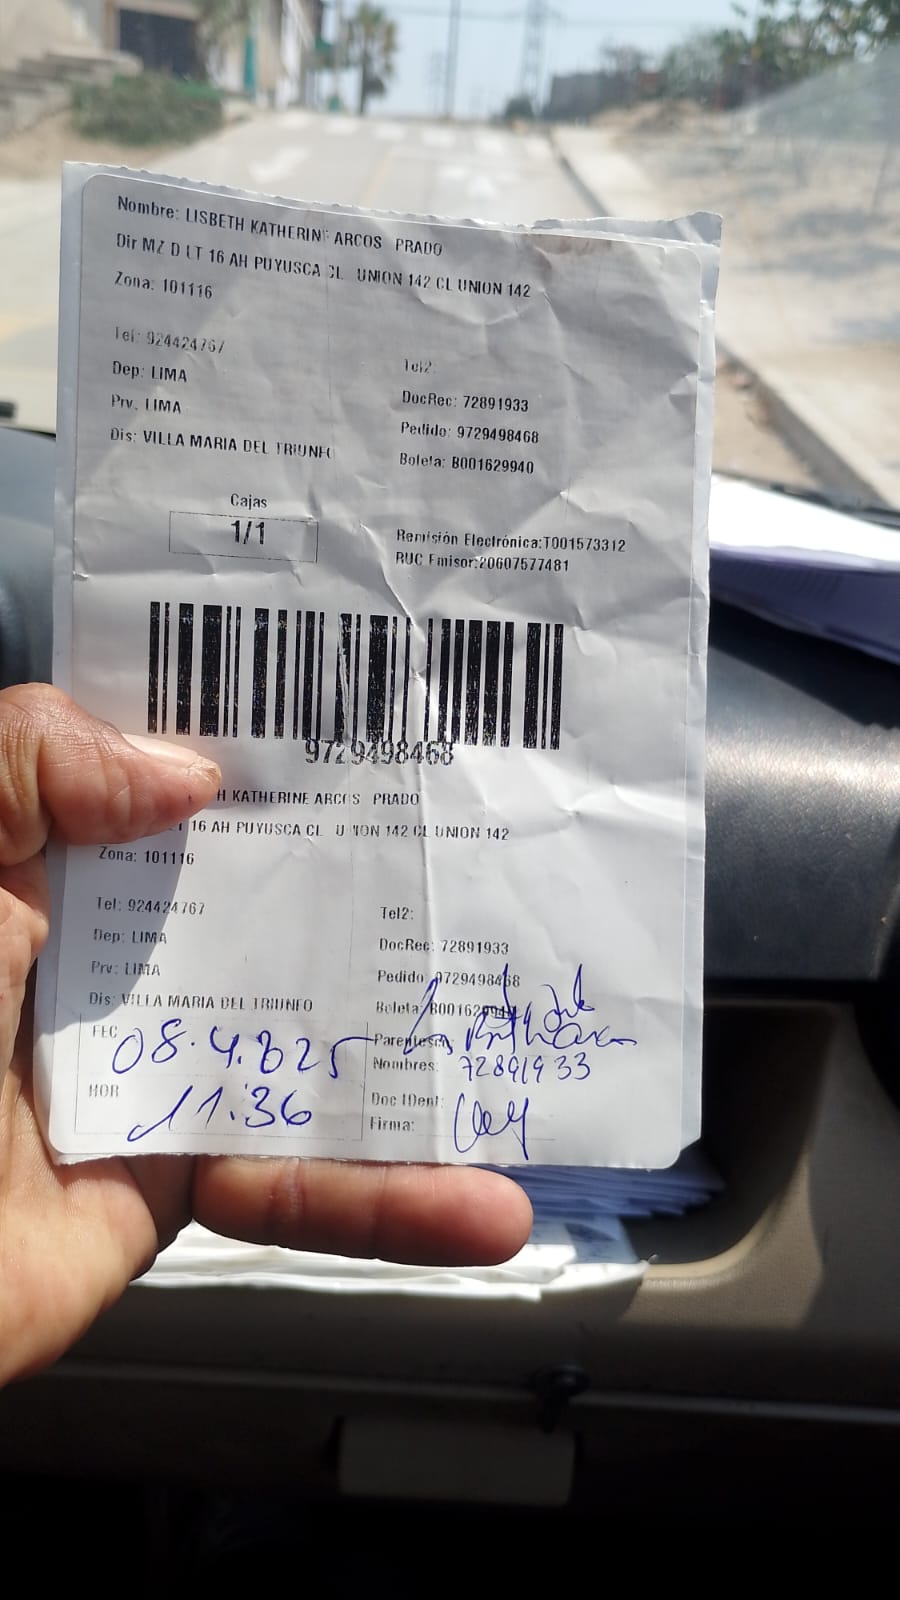 Nombre: LISBETH KATHERIN ARCOS PRADO
Dir MZ D LT 16 AH PUYUSCA CL UNION 142 CL UNION 142
Zona: 101116
Tel: 924424767
Tel2:
Dep: LIMA
DocRec: 72891933
Prv. LIMA
Pedido: 9729498468
Dis: VILLA MARIA DEL TRIUNFO
Boleta: B001629940
Cajas
1/1
Remisión Electrónica:T001573312
RUC Emisor:20607577481
9729498468
H KATHERINE ARCOS PRADO
16 AH PUYUSCA CL UNION 142 CL UNION 142
Zona: 101116
Tel: 924424767
Tel2:
Dep: LIMA
DocRec: 72891933
Prv: LIMA
Pedido 9729498468
Dis: VILLA MARIA DEL TRIUNFO
Boleta: B001629940
FEC
08.4.2025
Parentesco:
Nombres: 72891933
HOR
11:36
Doc IDent:
Firma: